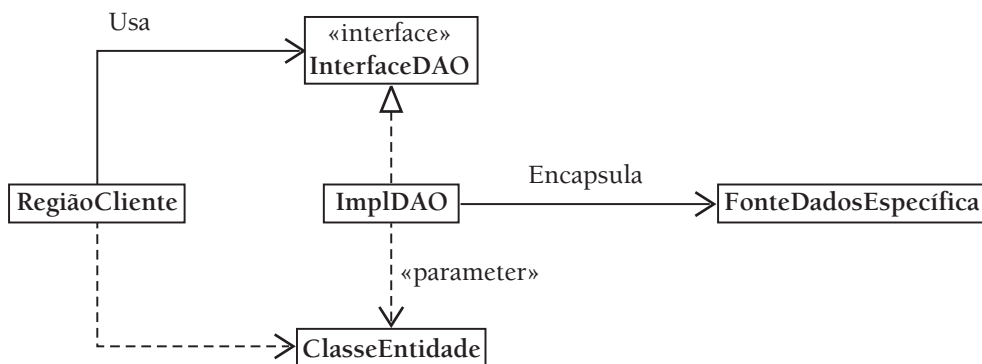 Usa
«interface»
InterfaceDAO
RegiãoCliente
ImplDAO
Encapsula
FonteDadosEspecífica
«parameter»
ClasseEntidade